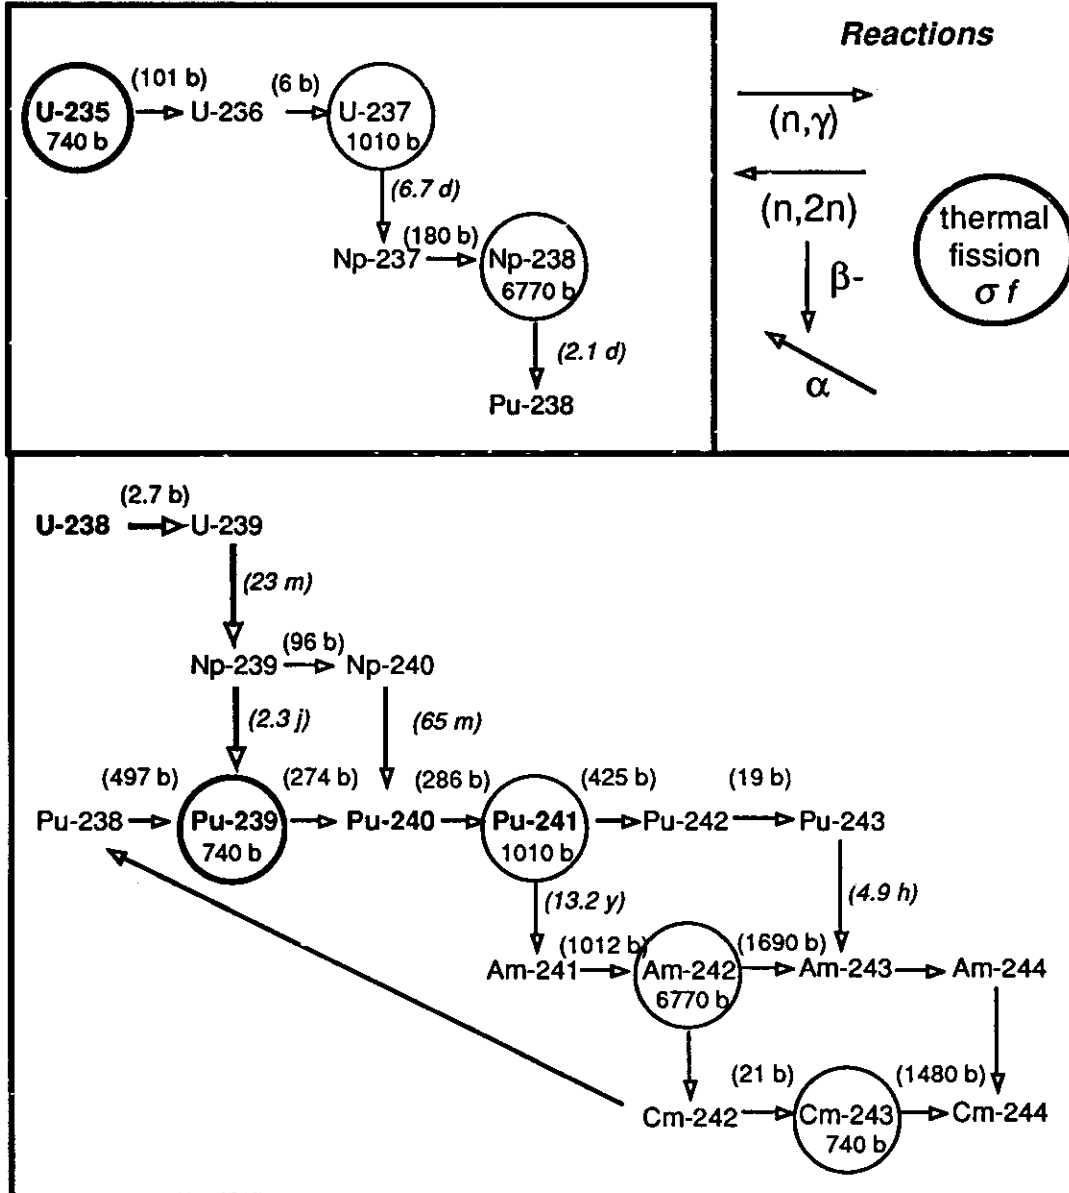 Reactions
(101 b) (6 b)
U-235 U-236 U-237
740 b 1010 b
(6.7 d)
(180 b)
Np-237 Np-238
6770 b
(2.1 d)
Pu-238
(n,γ)
(n,2n)
β-
α
thermal
fission
σ f
(2.7 b)
U-238 U-239
(23 m)
(96 b)
Np-239 Np-240
(2.3 j) (65 m)
(497 b) (274 b) (286 b) (425 b) (19 b)
Pu-238 Pu-239 Pu-240 Pu-241 Pu-242 Pu-243
740 b 1010 b
(13.2 y) (4.9 h)
(1012 b) (1690 b)
Am-241 Am-242 Am-243 Am-244
6770 b
(21 b) (1480 b)
Cm-242 Cm-243 Cm-244
740 b